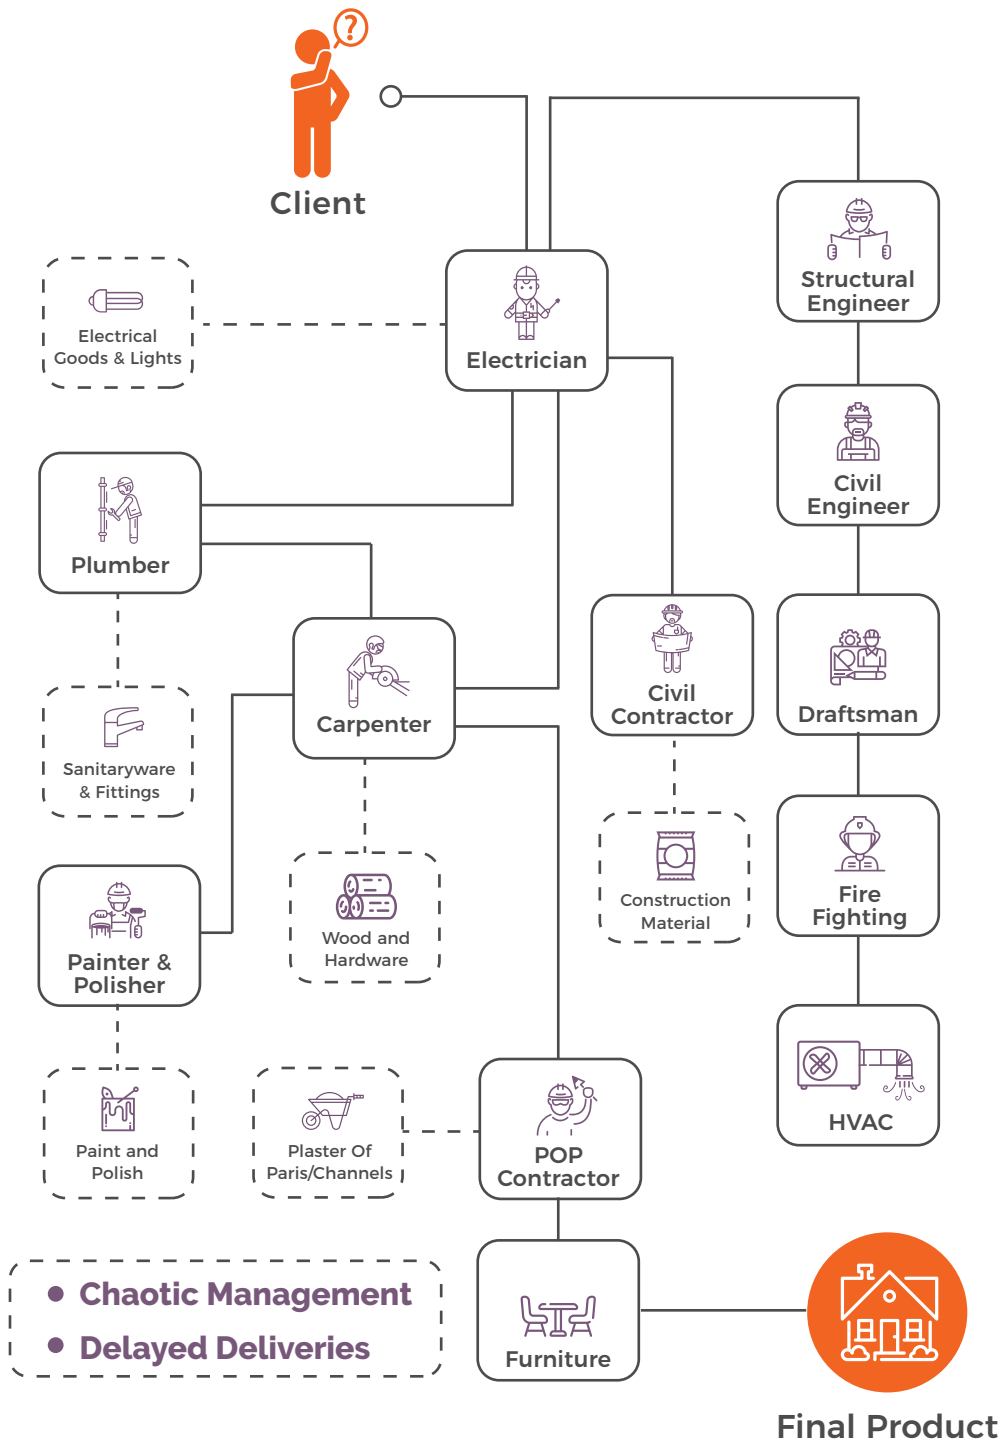 ?
Client
Structural
Engineer
Electrical
Goods & Lights
Electrician
Civil
Engineer
Plumber
Civil
Contractor
Draftsman
Carpenter
Sanitaryware
& Fittings
Fire
Fighting
Construction
Material
Wood and
Hardware
Painter &
Polisher
HVAC
Paint and
Polish
Plaster Of
Paris/Channels
POP
Contractor
Chaotic Management
Delayed Deliveries
Furniture
Final Product